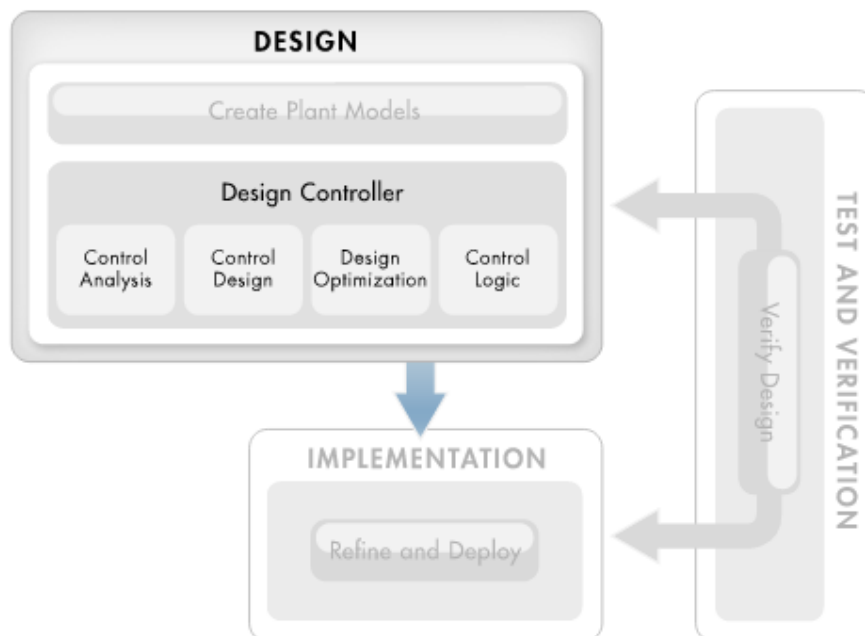 DESIGN
Create Plant Models
Design Controller
Control
Analysis
Control
Design
Design
Optimization
Control
Logic
IMPLEMENTATION
Refine and Deploy
Verify Design
TEST AND VERIFICATION